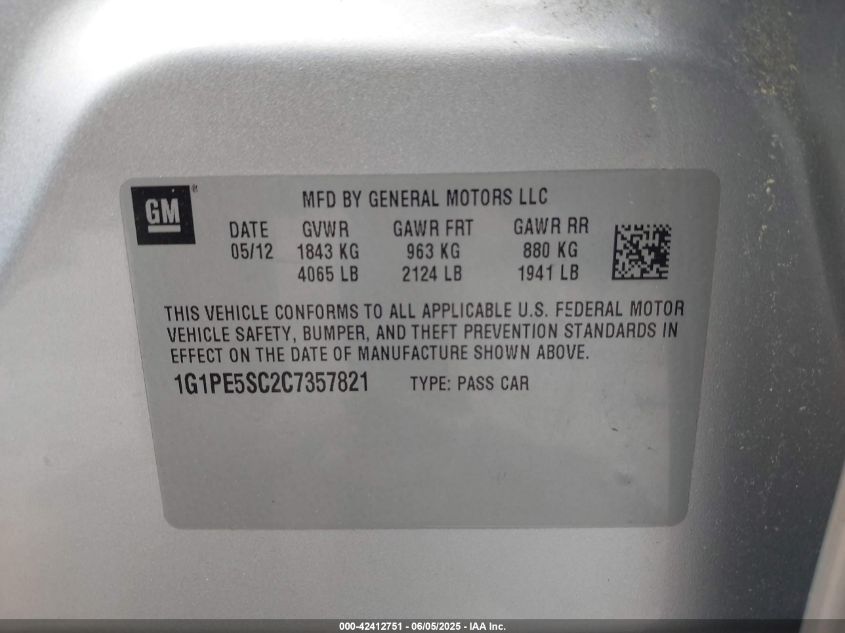 GM®
MFD BY GENERAL MOTORS LLC
DATE GVWR GAWR FRT GAWR RR
05/12 1843 KG 963 KG 880 KG
4065 LB 2124 LB 1941 LB
THIS VEHICLE CONFORMS TO ALL APPLICABLE U.S. FEDERAL MOTOR
VEHICLE SAFETY, BUMPER, AND THEFT PREVENTION STANDARDS IN
EFFECT ON THE DATE OF MANUFACTURE SHOWN ABOVE.
1G1PE5SC2C7357821 TYPE: PASS CAR
000-42412751 - 06/05/2025 - IAA Inc.